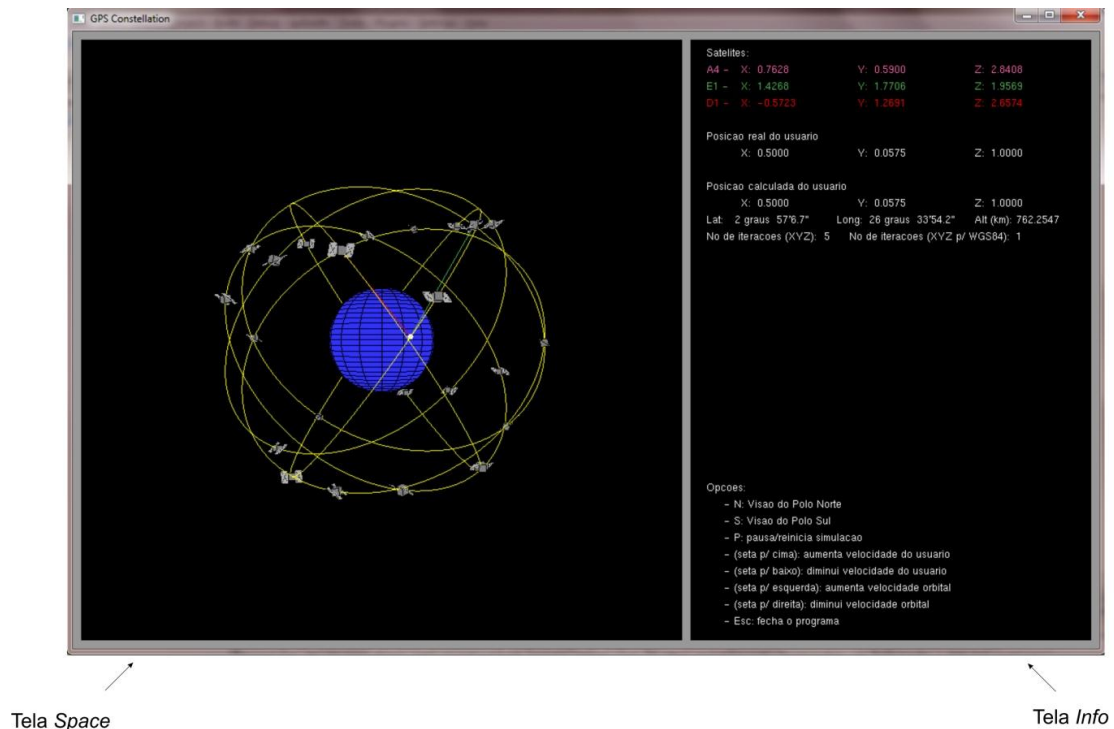 GPS Constellation
Satelites:
A4 - X: 0.7628 Y: 0.5900 Z: 2.8408
E1 - X: 1.4268 Y: 1.7706 Z: 1.9569
D1 - X: -0.5723 Y: 1.2691 Z: 2.6574
Posicao real do usuario
X: 0.5000 Y: 0.0575 Z: 1.0000
Posicao calculada do usuario
X: 0.5000 Y: 0.0575 Z: 1.0000
Lat: 2 graus 57'6.7" Long: 26 graus 33'54.2" Alt (km): 762.2547
No de iteracoes (XYZ): 5 No de iteracoes (XYZ p/ WGS84): 1
Opcoes:
- N: Visao do Polo Norte
- S: Visao do Polo Sul
- P: pausa/reinicia simulacao
- (seta p/ cima): aumenta velocidade do usuario
- (seta p/ baixo): diminui velocidade do usuario
- (seta p/ esquerda): aumenta velocidade orbital
- (seta p/ direita): diminui velocidade orbital
- Esc: fecha o programa
Tela Space
Tela Info